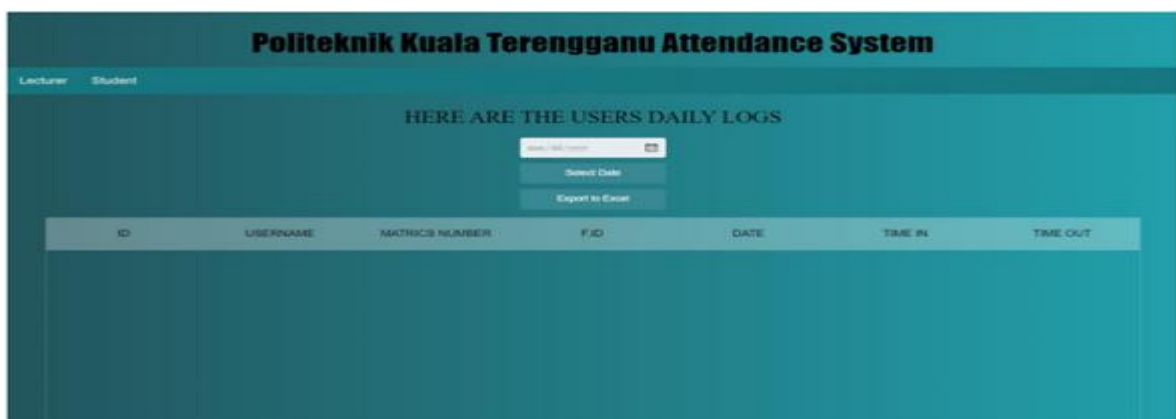 Politeknik Kuala Terengganu Attendance System
Lecturer Student
HERE ARE THE USERS DAILY LOGS
Select Date
Export to Excel
ID USERNAME MATRICS NUMBER F.ID DATE TIME IN TIME OUT